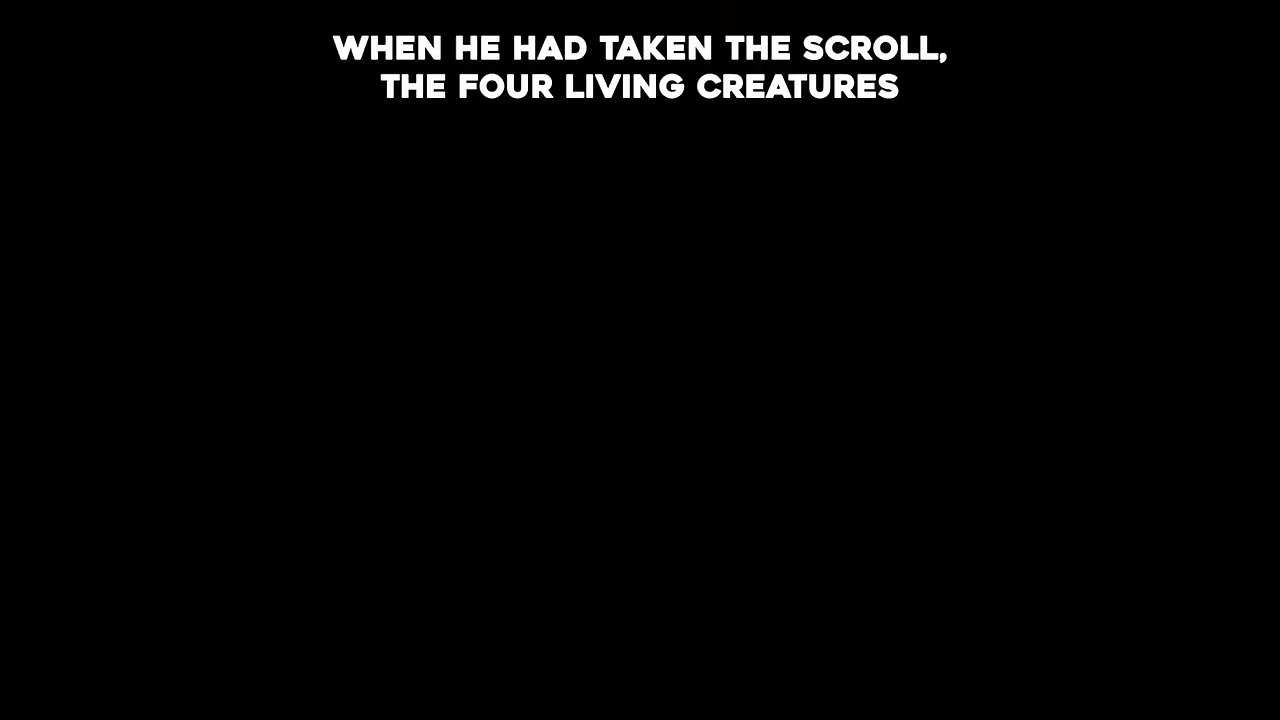 WHEN HE HAD TAKEN THE SCROLL,
THE FOUR LIVING CREATURES